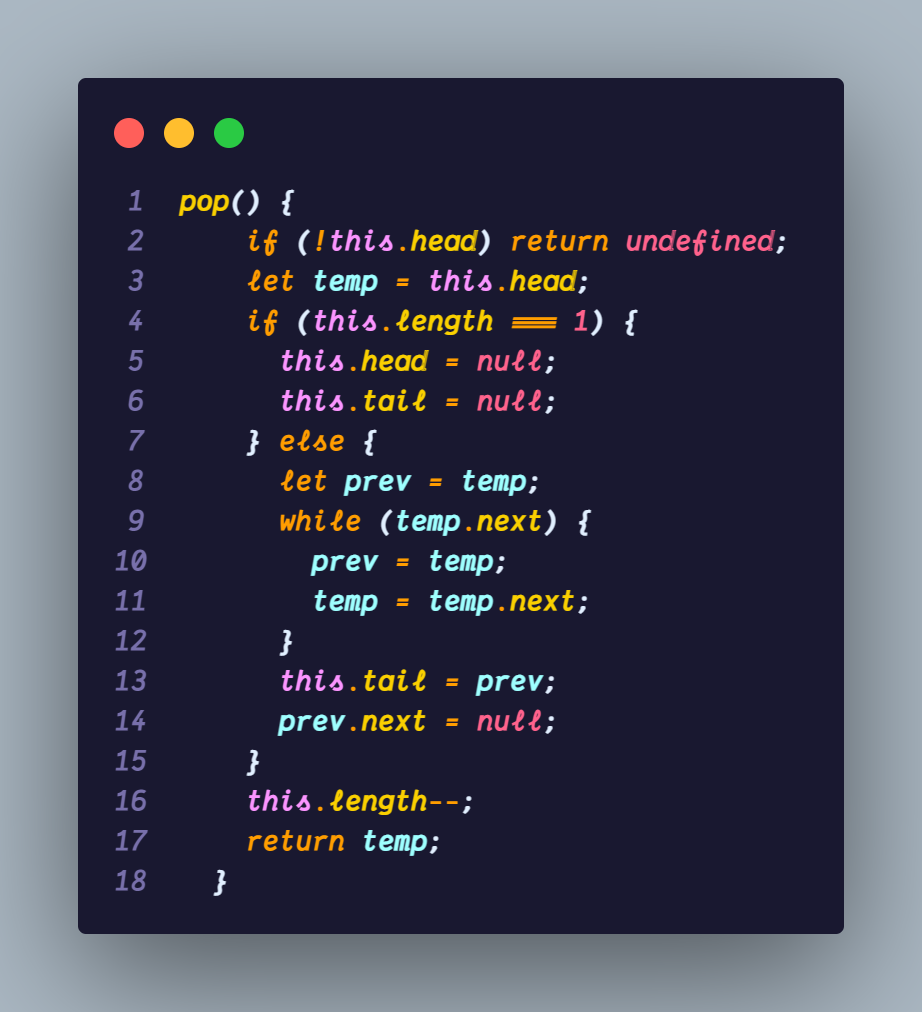 1 pop() {
2 if (!this.head) return undefined;
3 let temp = this.head;
4 if (this.length === 1) {
5 this.head = null;
6 this.tail = null;
7 } else {
8 let prev = temp;
9 while (temp.next) {
10 prev = temp;
11 temp = temp.next;
12 }
13 this.tail = prev;
14 prev.next = null;
15 }
16 this.length--;
17 return temp;
18 }